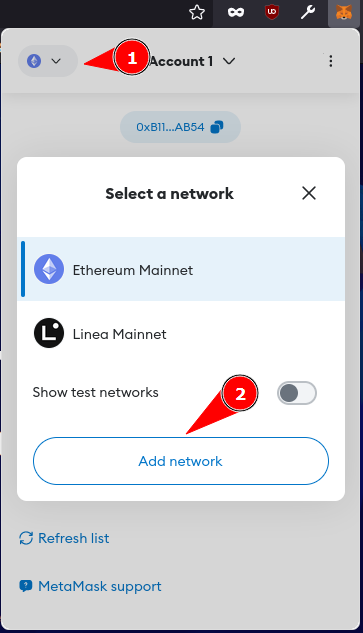 UD
1
Account 1
0xB11...AB54
Select a network
Ethereum Mainnet
L
Linea Mainnet
Show test networks
2
Add network
Refresh list
MetaMask support